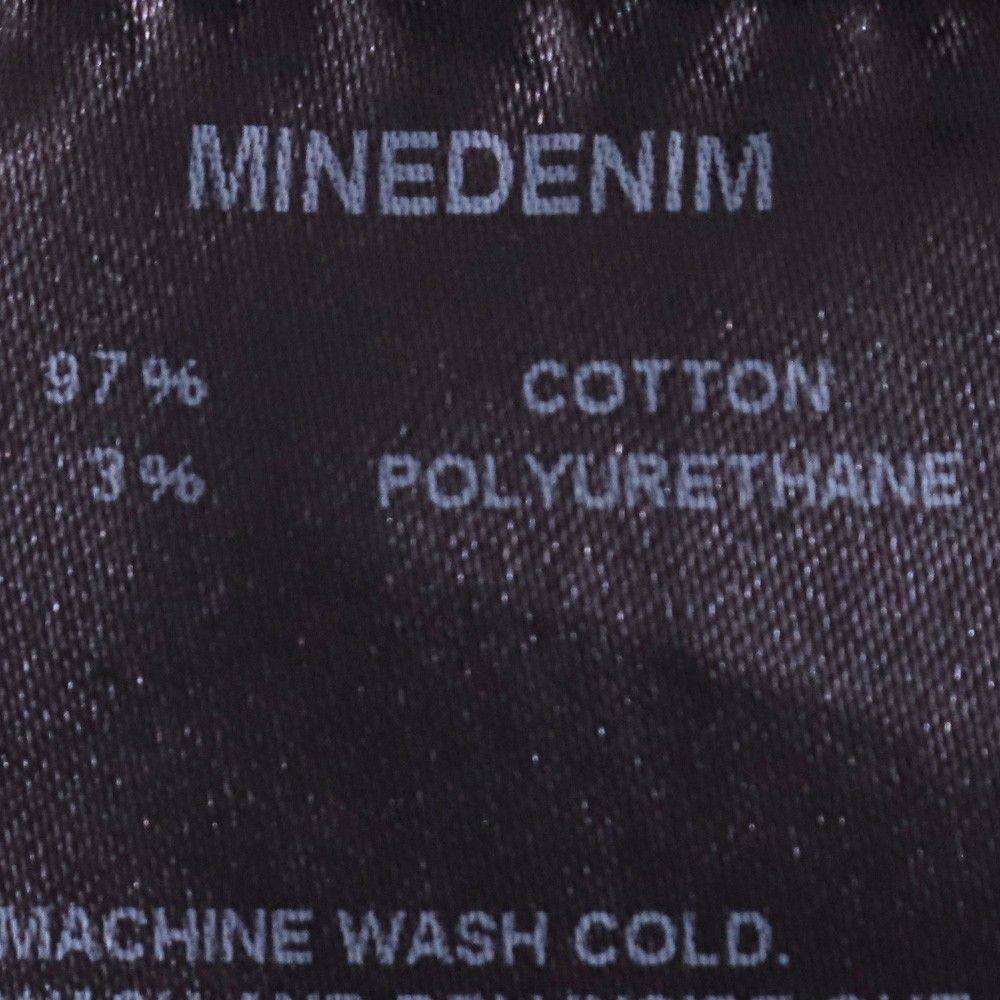 MINEDENIM
97% COTTON
3% POLYURETHANE
MACHINE WASH COLD.